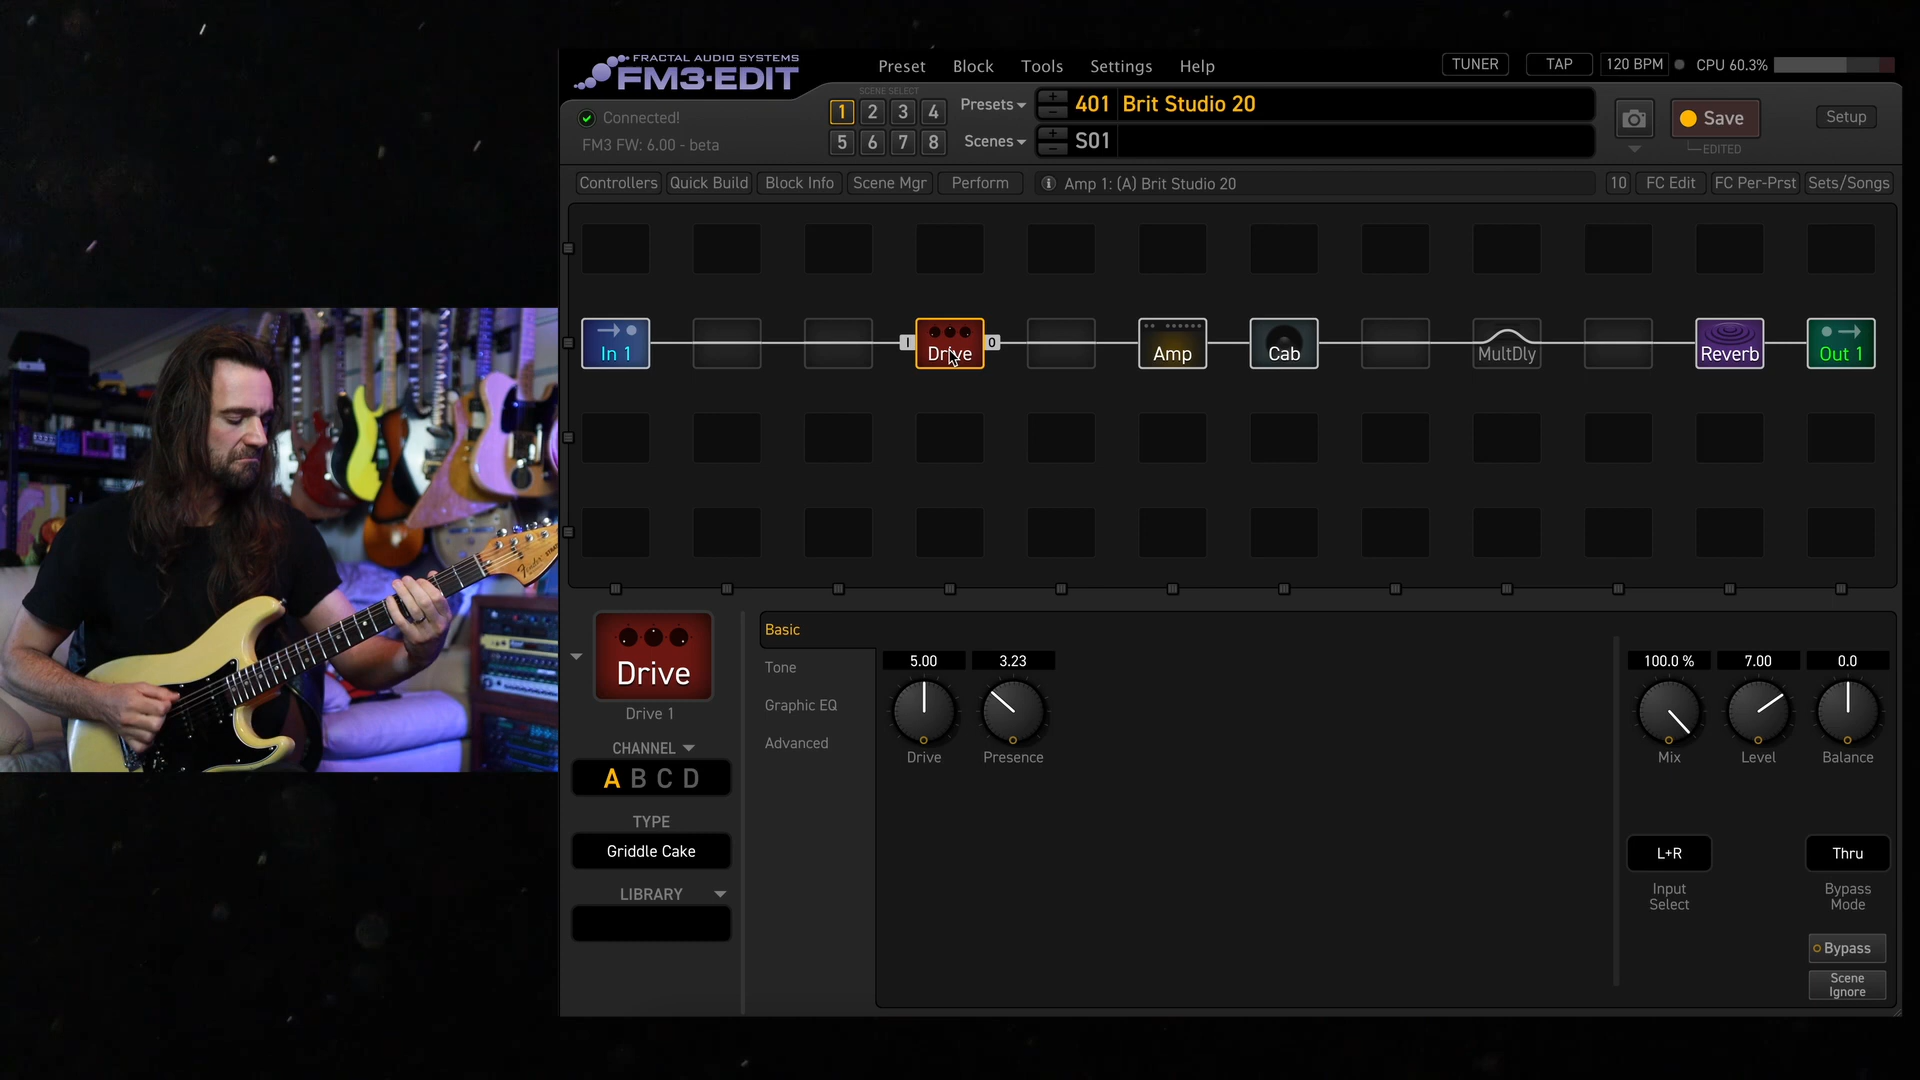 FRACTAL AUDIO SYSTEMS
FM3-EDIT
Preset Block Tools Settings Help
TUNER TAP 120 BPM CPU 60.3%
SCENE SELECT
Connected!
FM3 FW: 6.00 - beta
1 2 3 4
5 6 7 8
Presets
+
-
401 Brit Studio 20
Scenes
+
-
S01
Save
EDITED
Setup
Controllers Quick Build Block Info Scene Mgr Perform
Amp 1: (A) Brit Studio 20
10 FC Edit FC Per-Prst Sets/Songs
In 1 I Drive O Amp Cab MultDly Reverb Out 1
Fender
Drive
Drive 1
CHANNEL
A B C D
TYPE
Griddle Cake
LIBRARY
Basic
Tone
Graphic EQ
Advanced
5.00 3.23
Drive Presence
100.0 % 7.00 0.0
Mix Level Balance
L+R
Input
Select
Thru
Bypass
Mode
Bypass
Scene
Ignore